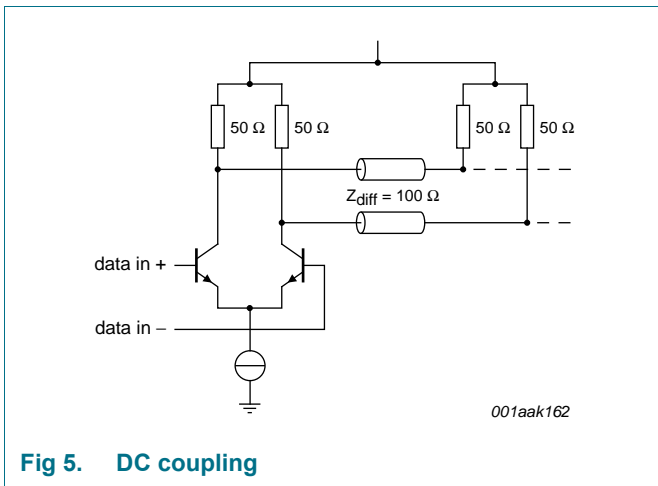 50 Ω 50 Ω 50 Ω 50 Ω
Zdiff = 100 Ω
data in +
data in −
001aak162
Fig 5. DC coupling